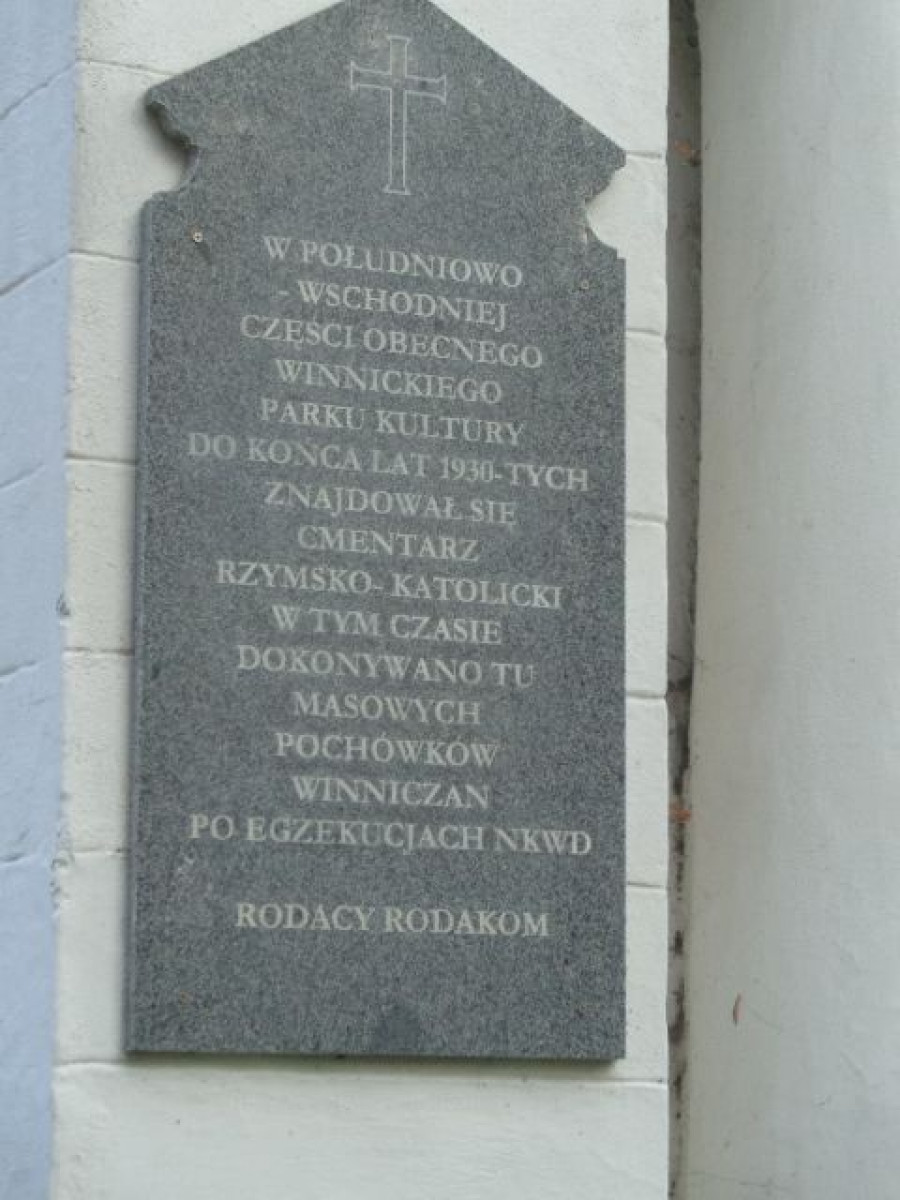 W POŁUDNIOWO
- WSCHODNIEJ
CZĘŚCI OBECNEGO
WINNICKIEGO
PARKU KULTURY
DO KOŃCA LAT 1930-TYCH
ZNAJDOWAŁ SIĘ
CMENTARZ
RZYMSKO- KATOLICKI
W TYM CZASIE
DOKONYWANO TU
MASOWYCH
POCHÓWKÓW
WINNICZAN
PO EGZEKUCJACH NKWD
RODACY RODAKOM